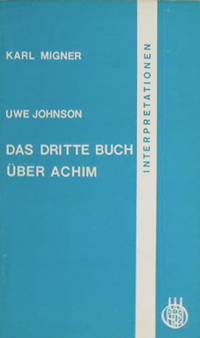 KARL MIGNER
UWE JOHNSON
DAS DRITTE BUCH
ÜBER ACHIM
INTERPRETATIONEN